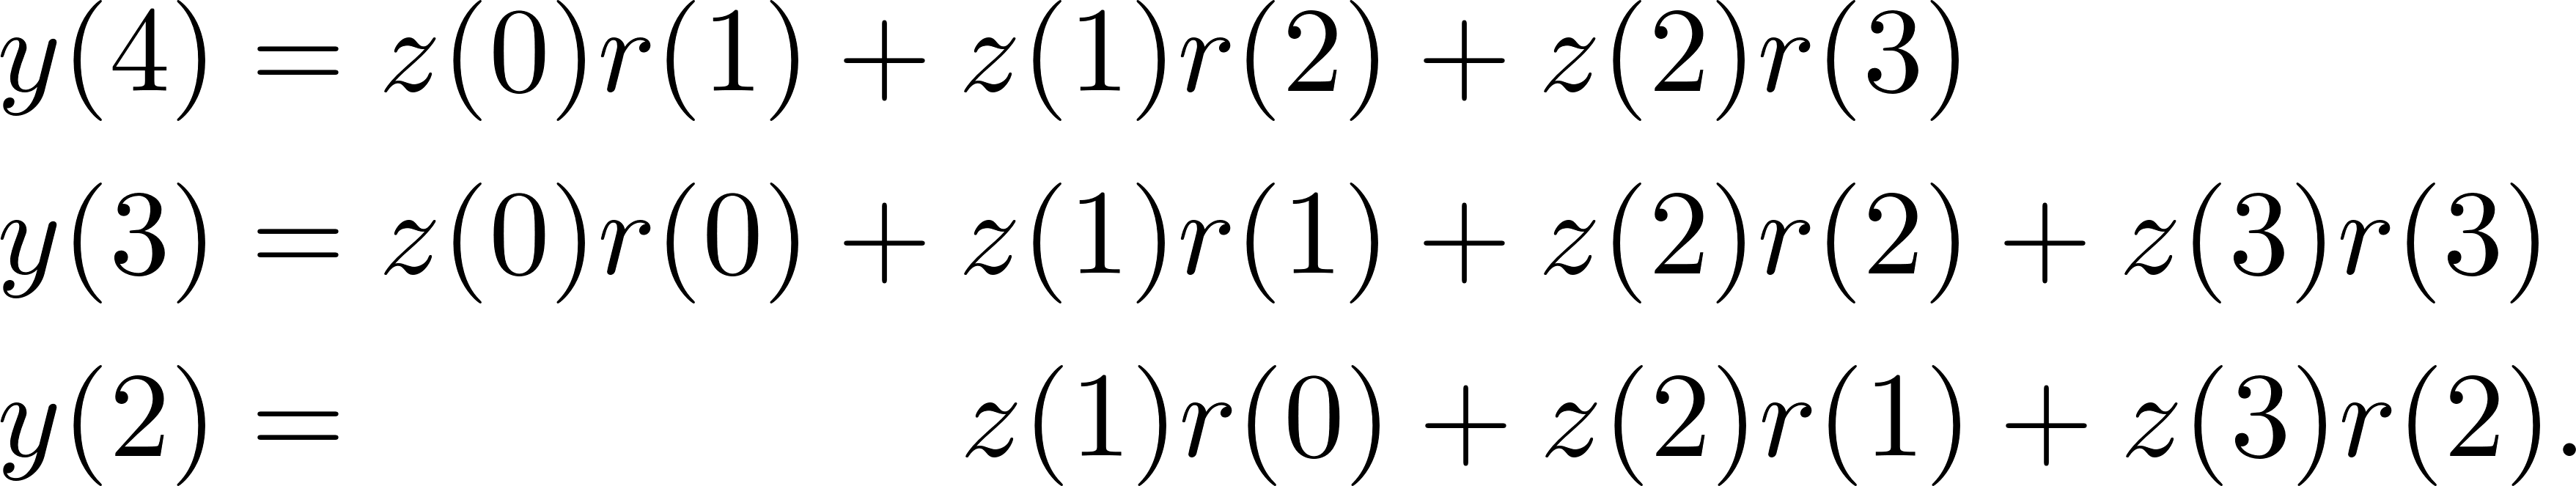 y(4) = z(0)r(1) + z(1)r(2) + z(2)r(3)
y(3) = z(0)r(0) + z(1)r(1) + z(2)r(2) + z(3)r(3)
y(2) = z(1)r(0) + z(2)r(1) + z(3)r(2).